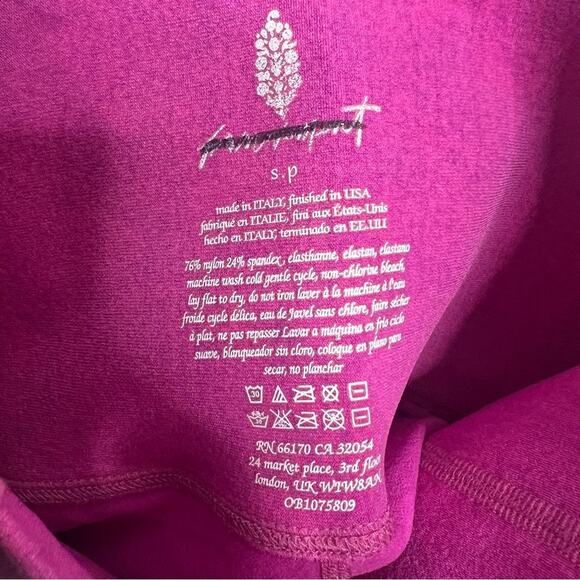 s.p
made in ITALY, finished in USA
fabriqué en ITALIE, fini aux États-Unis
hecho en ITALY, terminado en EE.UU
76% nylon 24% spandex, elasthanne, elastan, elastano
machine wash cold gentle cycle, non-chlorine bleach,
lay flat to dry, do not iron laver à la machine à l'eau
froide cycle délica, eau de Javel sans chlore, faire sécher
à plat, ne pas repasser Lavar a máquina en frio ciclo
suave, blanqueador sin cloro, coloque en plano para
secar, no planchar
30
30
RN 66170 CA 32054
24 market place, 3rd floo
london, UK W1W8AN
OB1075809